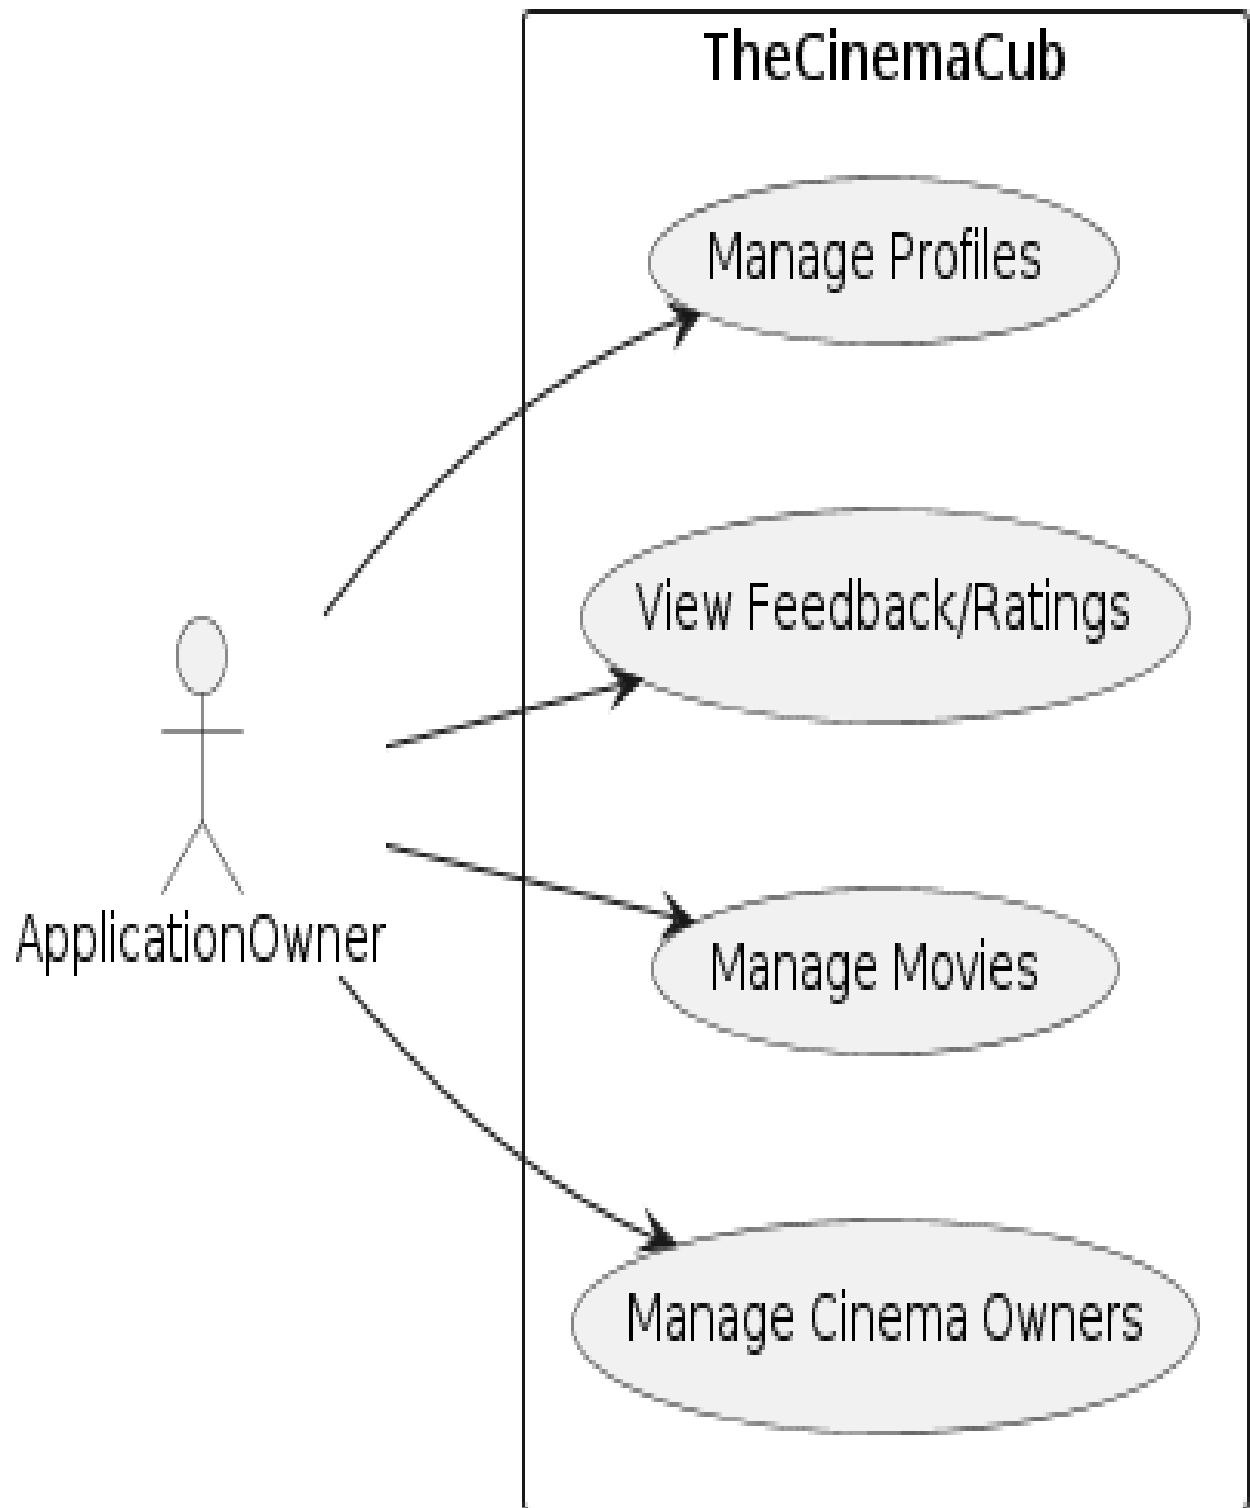 TheCinemaCub
Manage Profiles
View Feedback/Ratings
ApplicationOwner
Manage Movies
Manage Cinema Owners